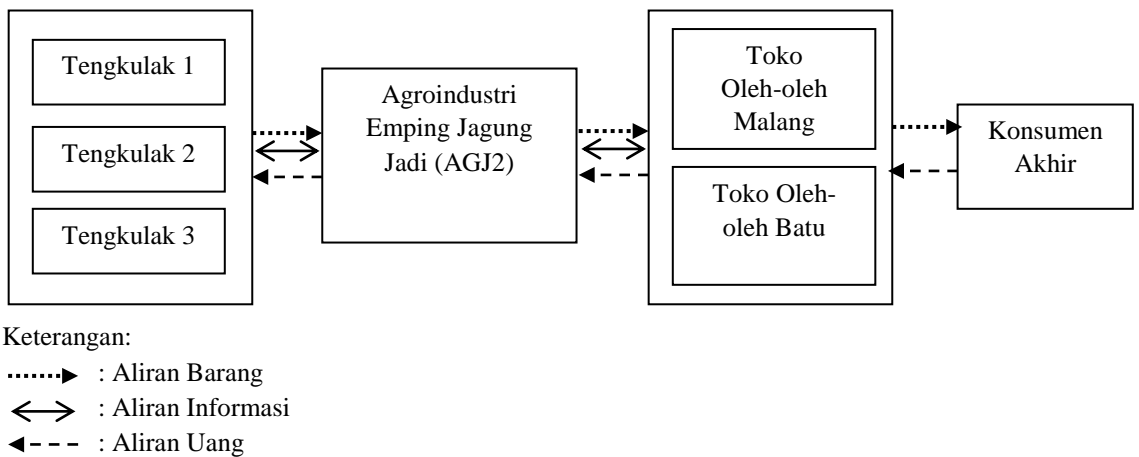 Tengkulak 1
Tengkulak 2
Tengkulak 3
Agroindustri
Emping Jagung
Jadi (AGJ2)
Toko
Oleh-oleh
Malang
Toko Oleh-
oleh Batu
Konsumen
Akhir
Keterangan:
: Aliran Barang
: Aliran Informasi
: Aliran Uang